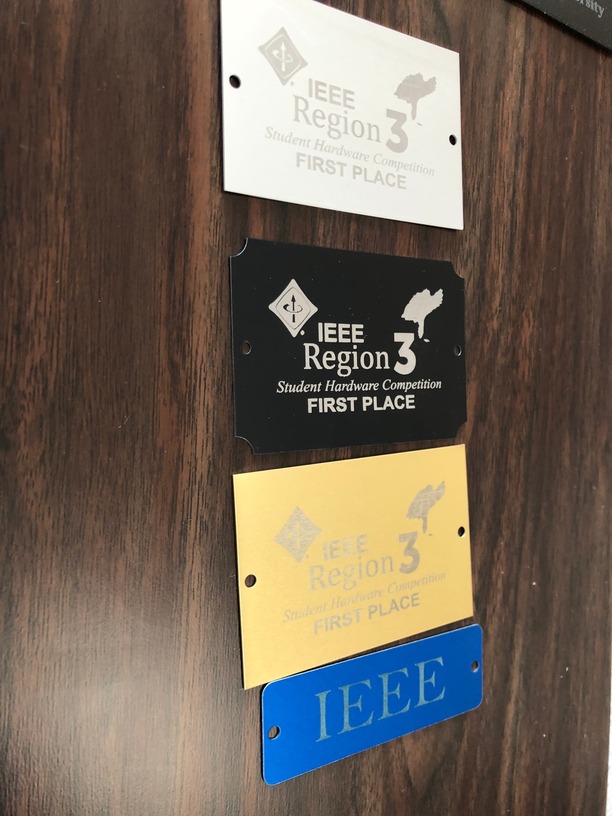 IEEE
Region 3
Student Hardware Competition
FIRST PLACE
IEEE
Region 3
Student Hardware Competition
FIRST PLACE
IEEE
Region 3
Student Hardware Competition
FIRST PLACE
IEEE